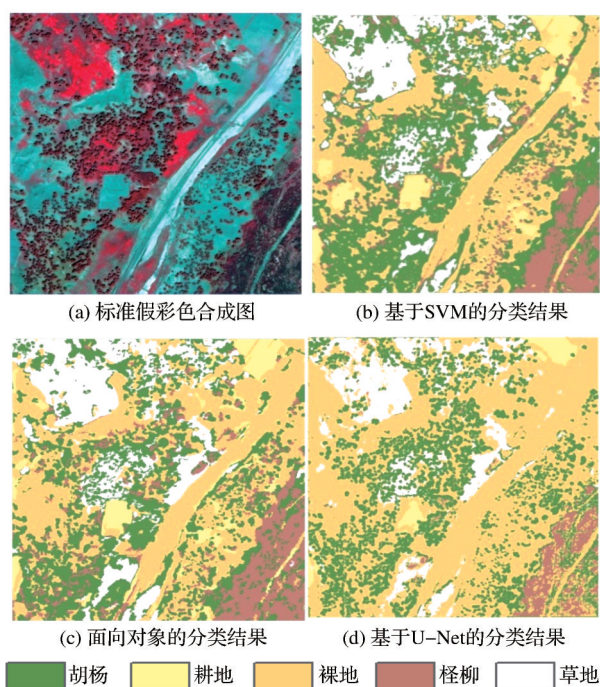 (a) 标准假彩色合成图
(b) 基于SVM的分类结果
(c) 面向对象的分类结果
(d) 基于U-Net的分类结果
胡杨
耕地
裸地
柽柳
草地